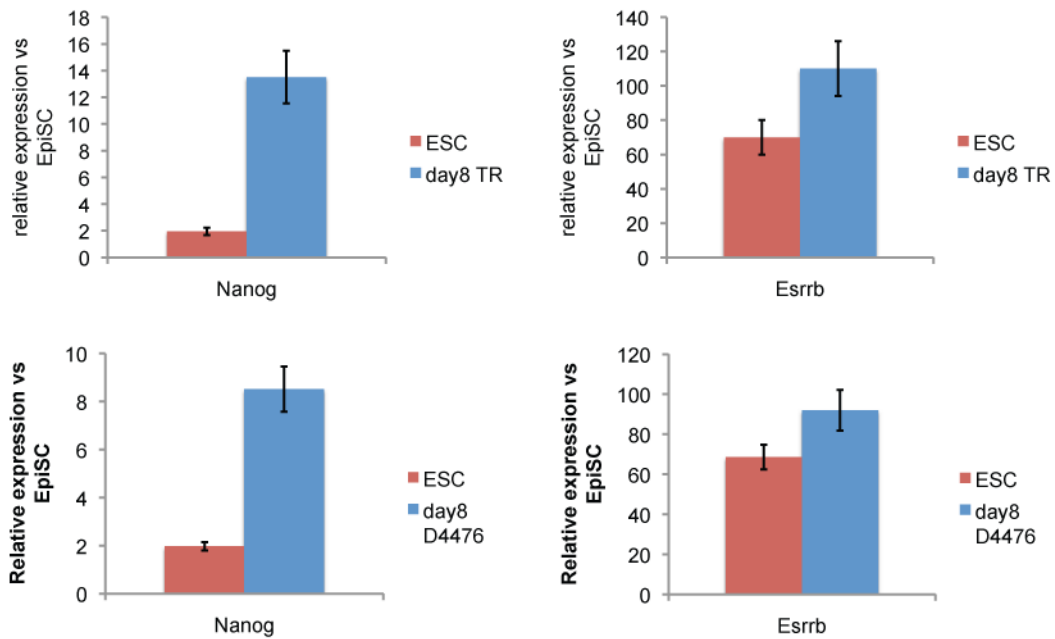 relative expression vs
EpiSC
18
16
14
12
10
8
6
4
2
0
Nanog
ESC
day8 TR
relative expression vs
EpiSC
140
120
100
80
60
40
20
0
Esrrb
ESC
day8 TR
Relative expression vs
EpiSC
10
8
6
4
2
0
Nanog
ESC
day8
D4476
Relative expression vs
EpiSC
120
100
80
60
40
20
0
Esrrb
ESC
day8
D4476